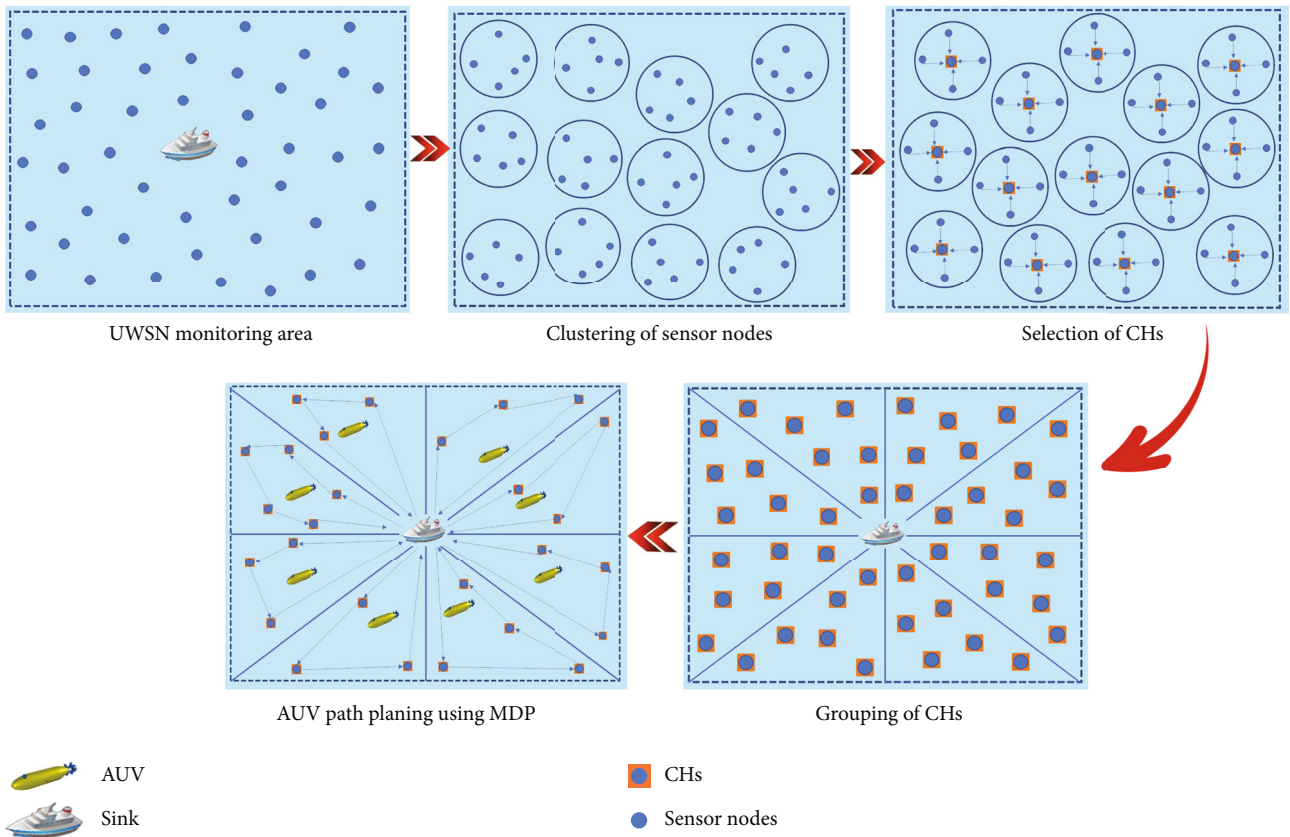 UWSN monitoring area
Clustering of sensor nodes
Selection of CHs
AUV path planing using MDP
Grouping of CHs
AUV
CHs
Sink
Sensor nodes